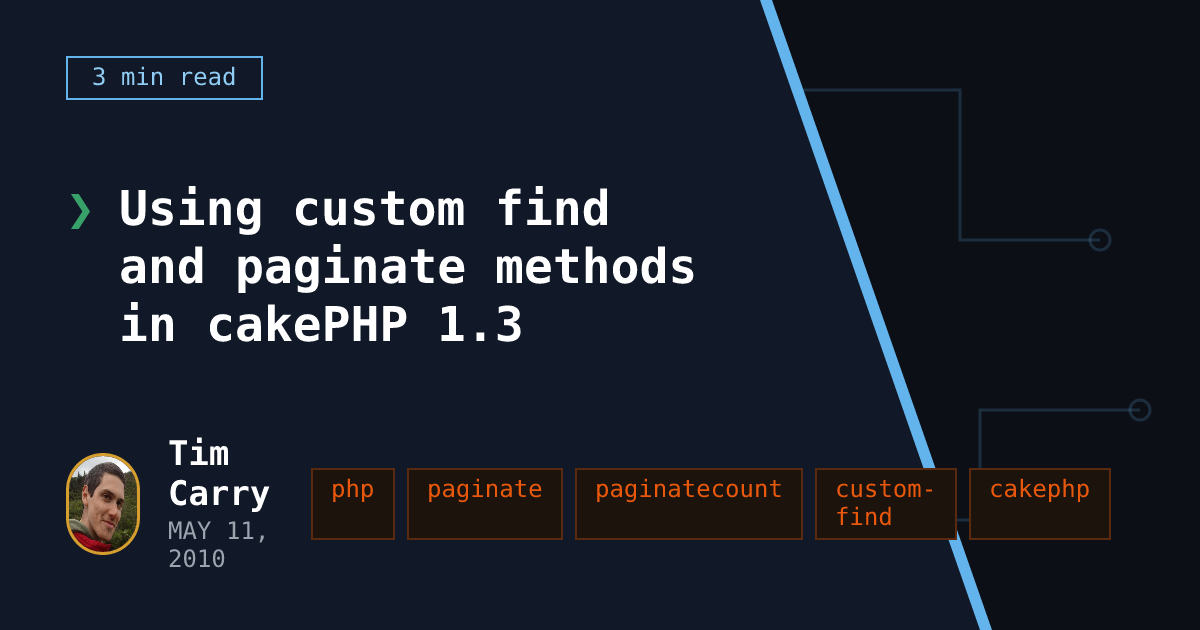 3 min read
❯ Using custom find
and paginate methods
in cakePHP 1.3
Tim
Carry
MAY 11,
2010
php
paginate
paginatecount
custom-
find
cakephp